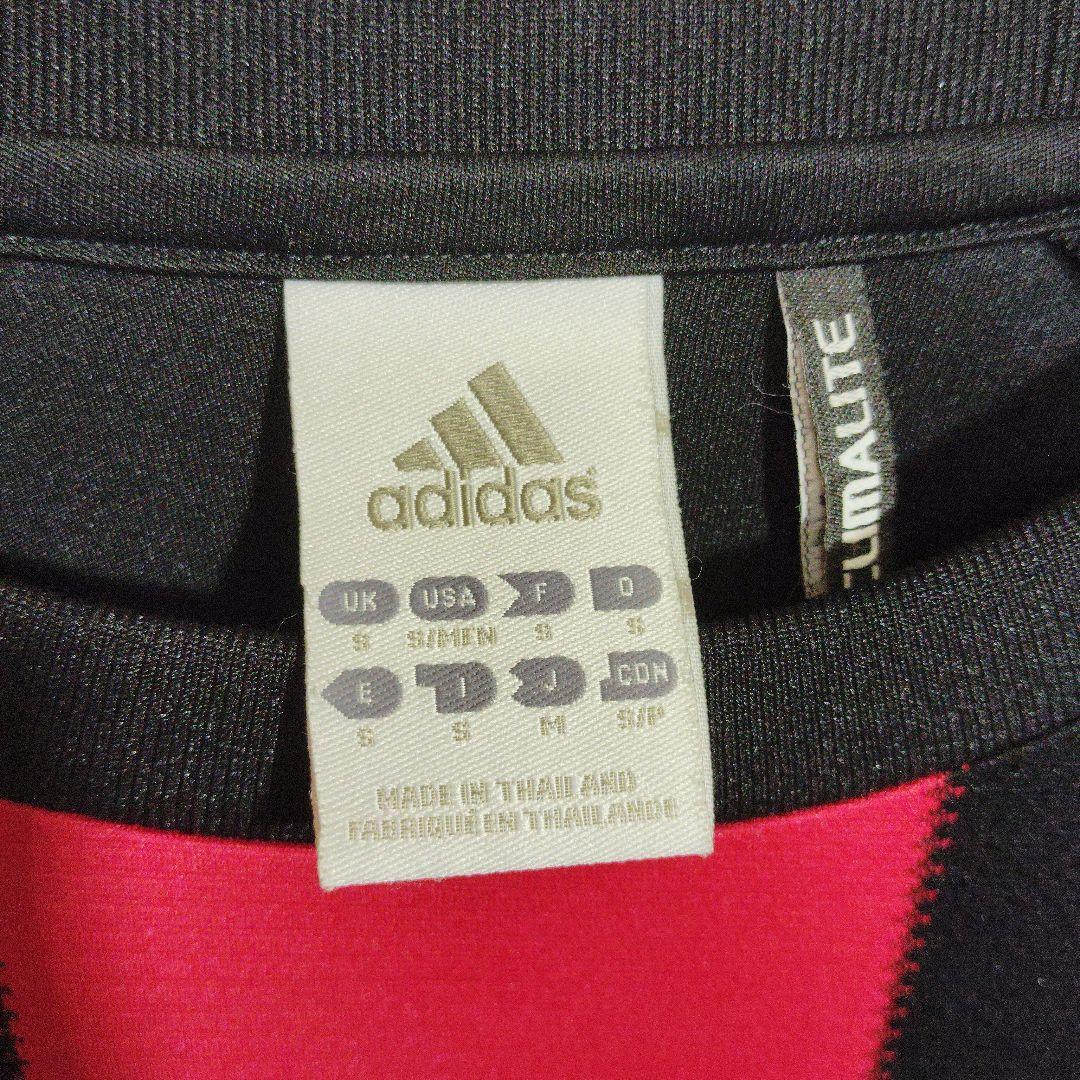 adidas
UK USA F D
S S/MEN S S
E I J CDN
S S M S/P
MADE IN THAILAND
FABRIQUÉ EN THAILANDE
CLIMALITE